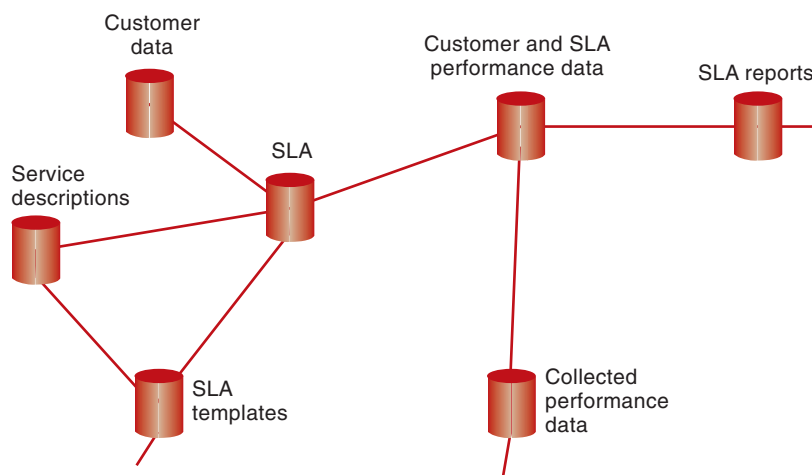 Customer
data
Customer and SLA
performance data
SLA reports
SLA
Service
descriptions
SLA
templates
Collected
performance
data